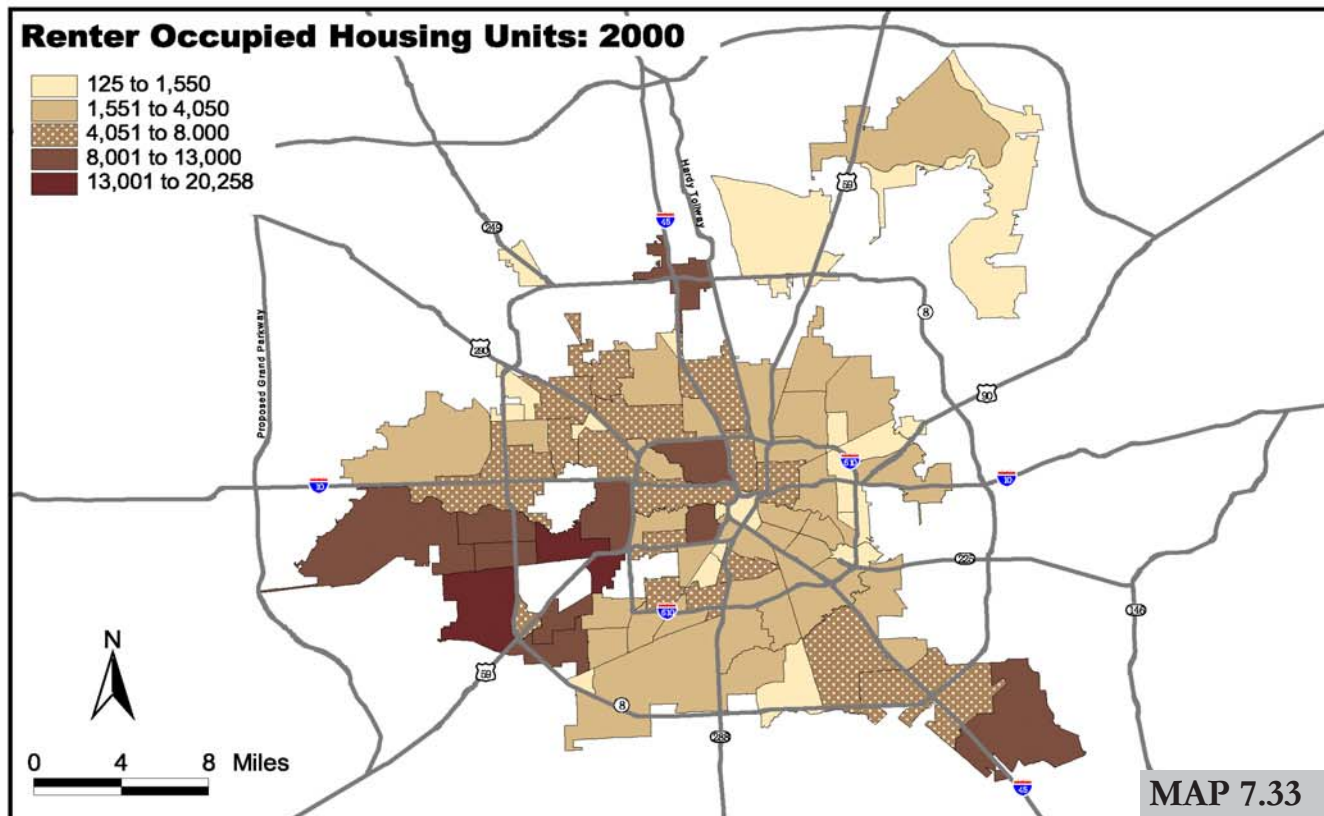 Renter Occupied Housing Units: 2000
125 to 1,550
1,551 to 4,050
4,051 to 8.000
8,001 to 13,000
13,001 to 20,258
Hardy Tollway
59
45
249
Proposed Grand Parkway
8
290
90
610
10
10
225
146
610
59
8
288
45
N
0 4 8 Miles
MAP 7.33